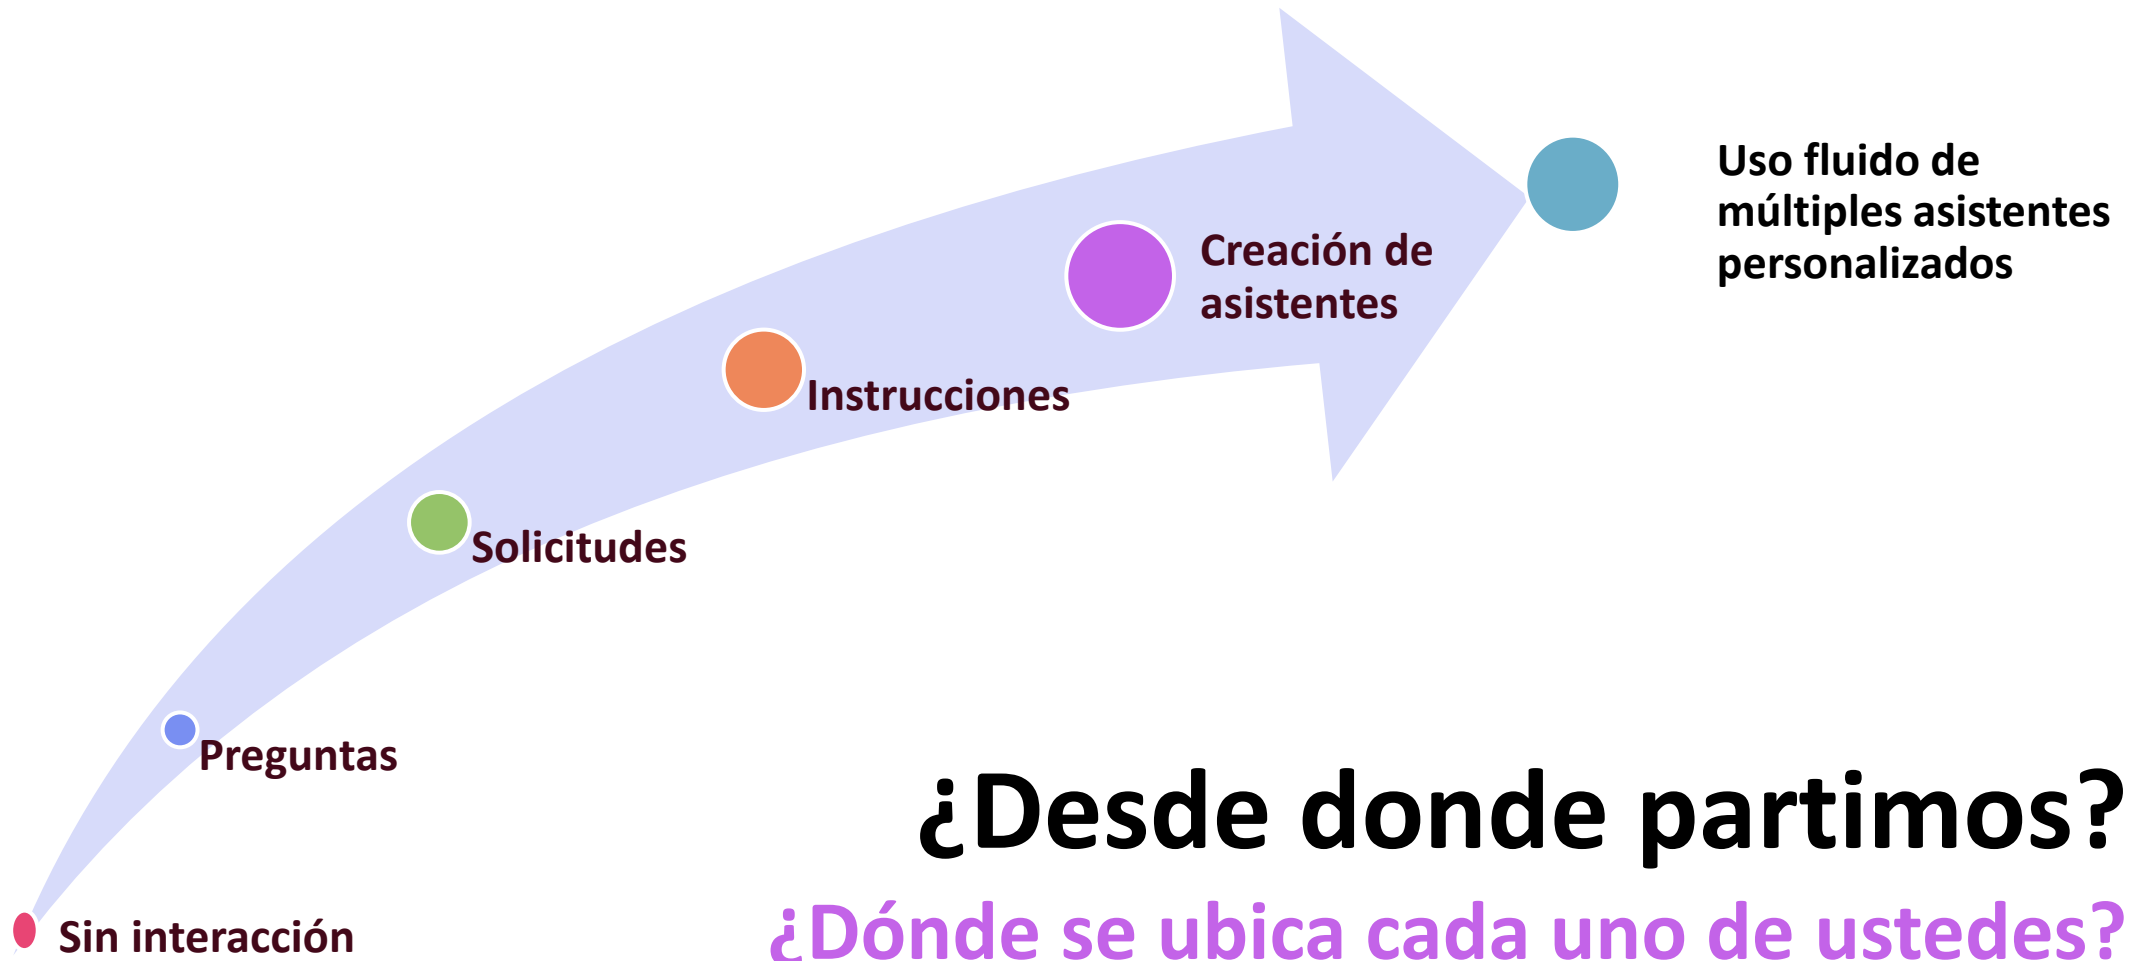 Uso fluido de
múltiples asistentes
personalizados
Creación de
asistentes
Instrucciones
Solicitudes
Preguntas
Sin interacción
¿Desde donde partimos?
¿Dónde se ubica cada uno de ustedes?